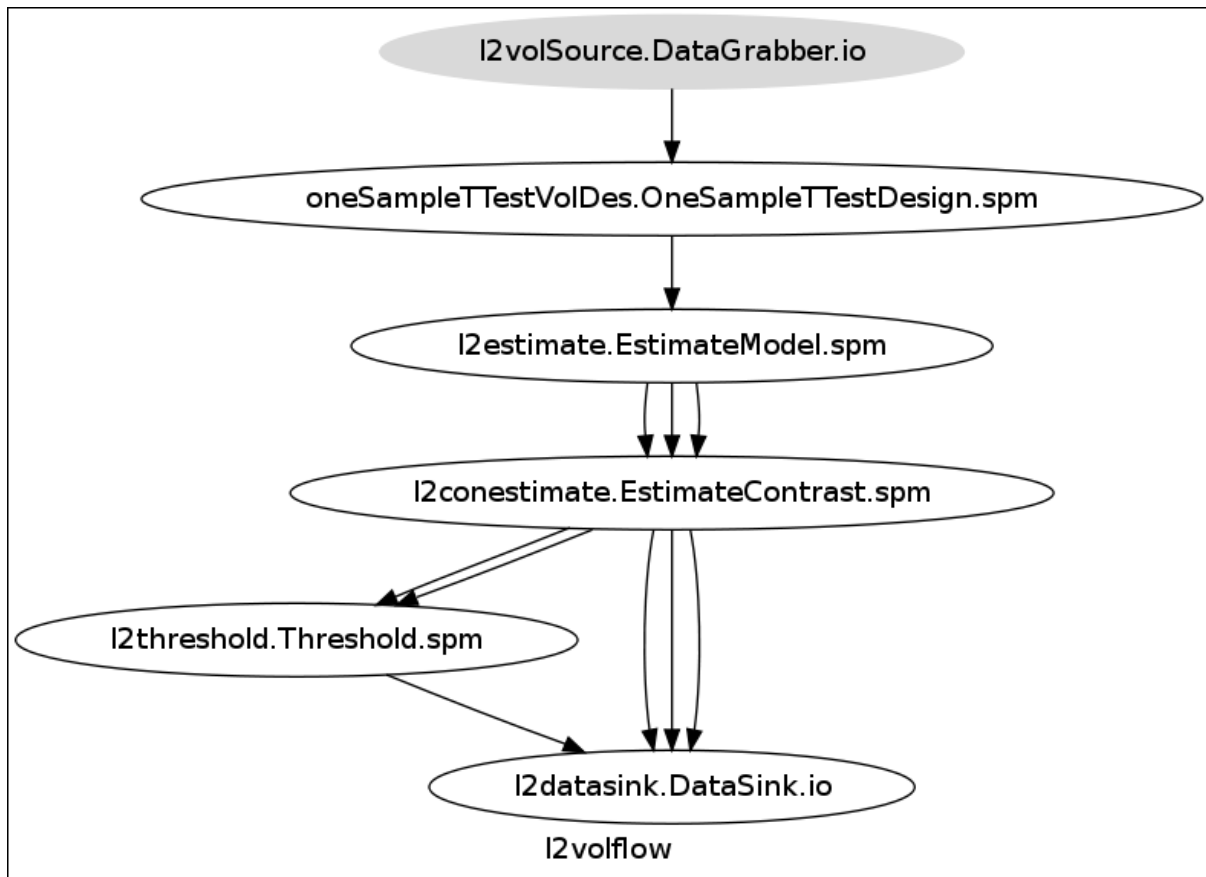 l2volSource.DataGrabber.io
oneSampleTTestVolDes.OneSampleTTestDesign.spm
l2estimate.EstimateModel.spm
l2conestimate.EstimateContrast.spm
l2threshold.Threshold.spm
l2datasink.DataSink.io
l2volflow